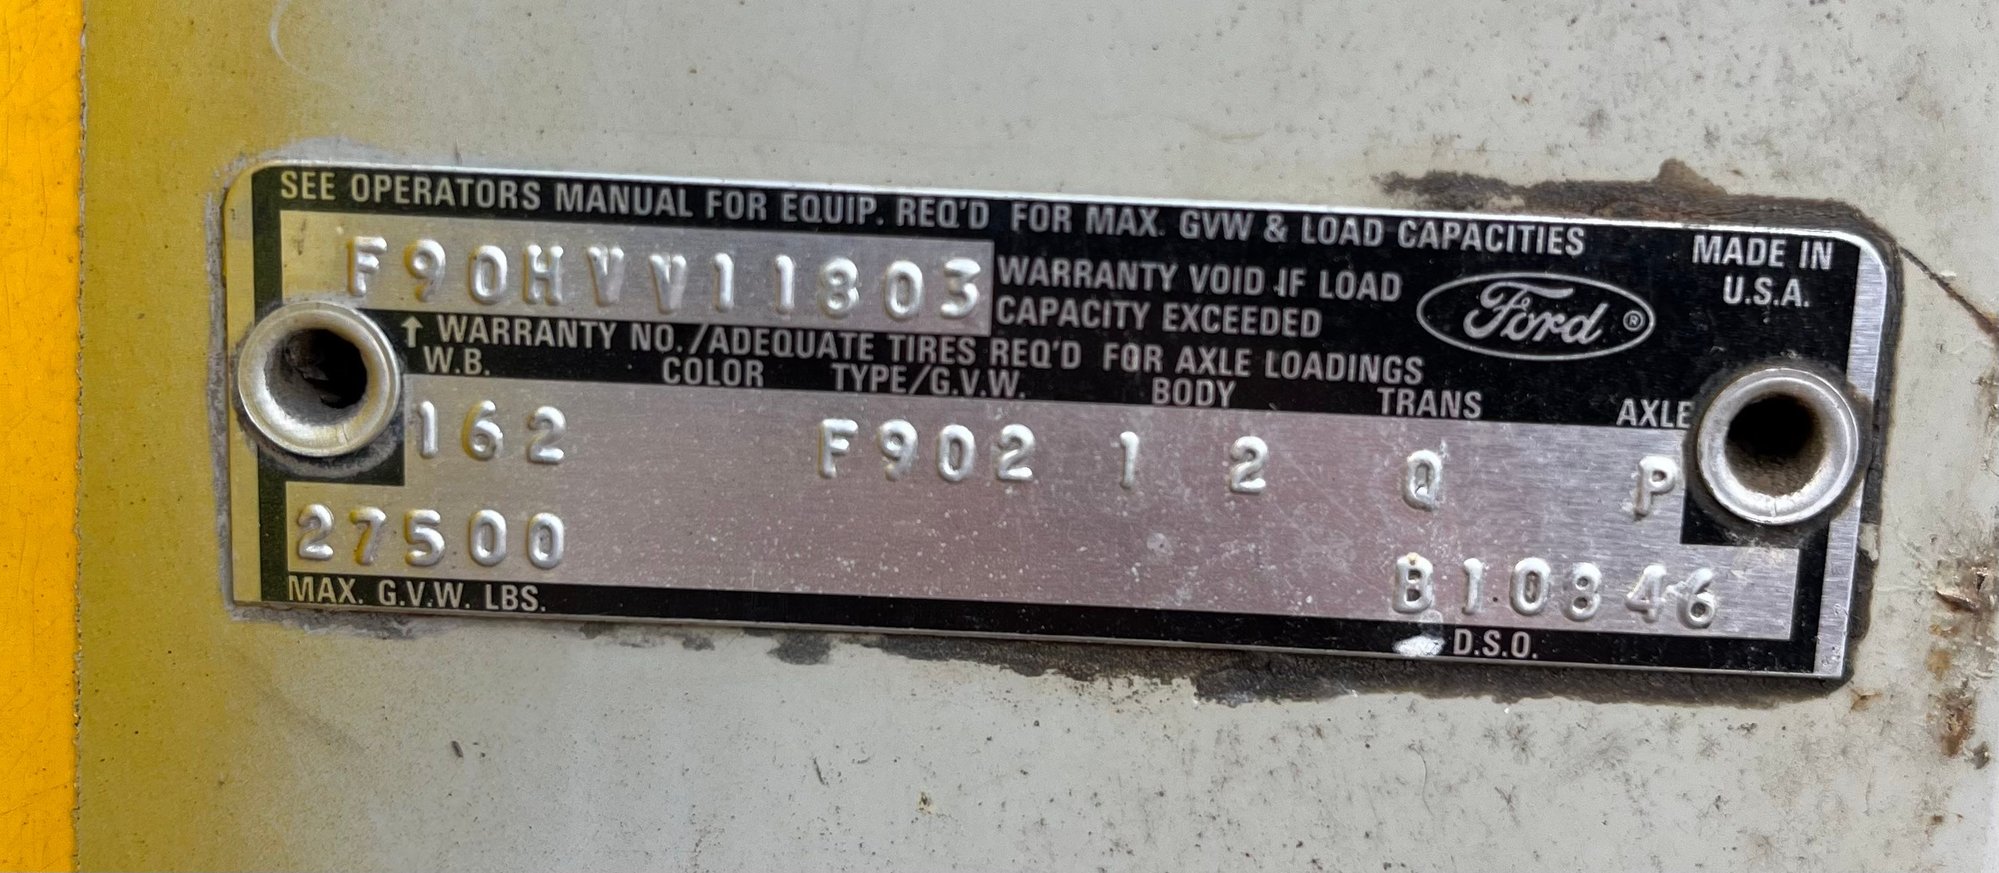 SEE OPERATORS MANUAL FOR EQUIP. REQ'D FOR MAX. GVW & LOAD CAPACITIES
MADE IN
U.S.A.
F90HVV11803
WARRANTY VOID IF LOAD
CAPACITY EXCEEDED
Ford ®
↑ WARRANTY NO./ADEQUATE TIRES REQ'D FOR AXLE LOADINGS
W.B. COLOR TYPE/G.V.W. BODY TRANS AXLE
162 F902 1 2 Q P
27500 B10846
MAX. G.V.W. LBS. D.S.O.